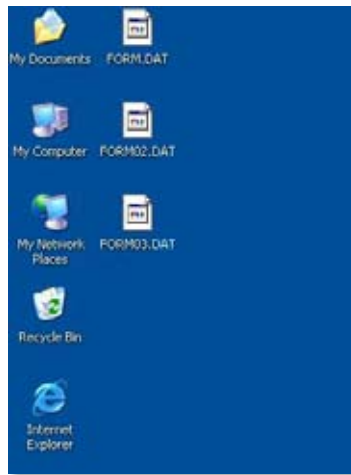 My Documents
FORM.DAT
My Computer
FORM02.DAT
My Network
Places
FORM03.DAT
Recycle Bin
Internet
Explorer